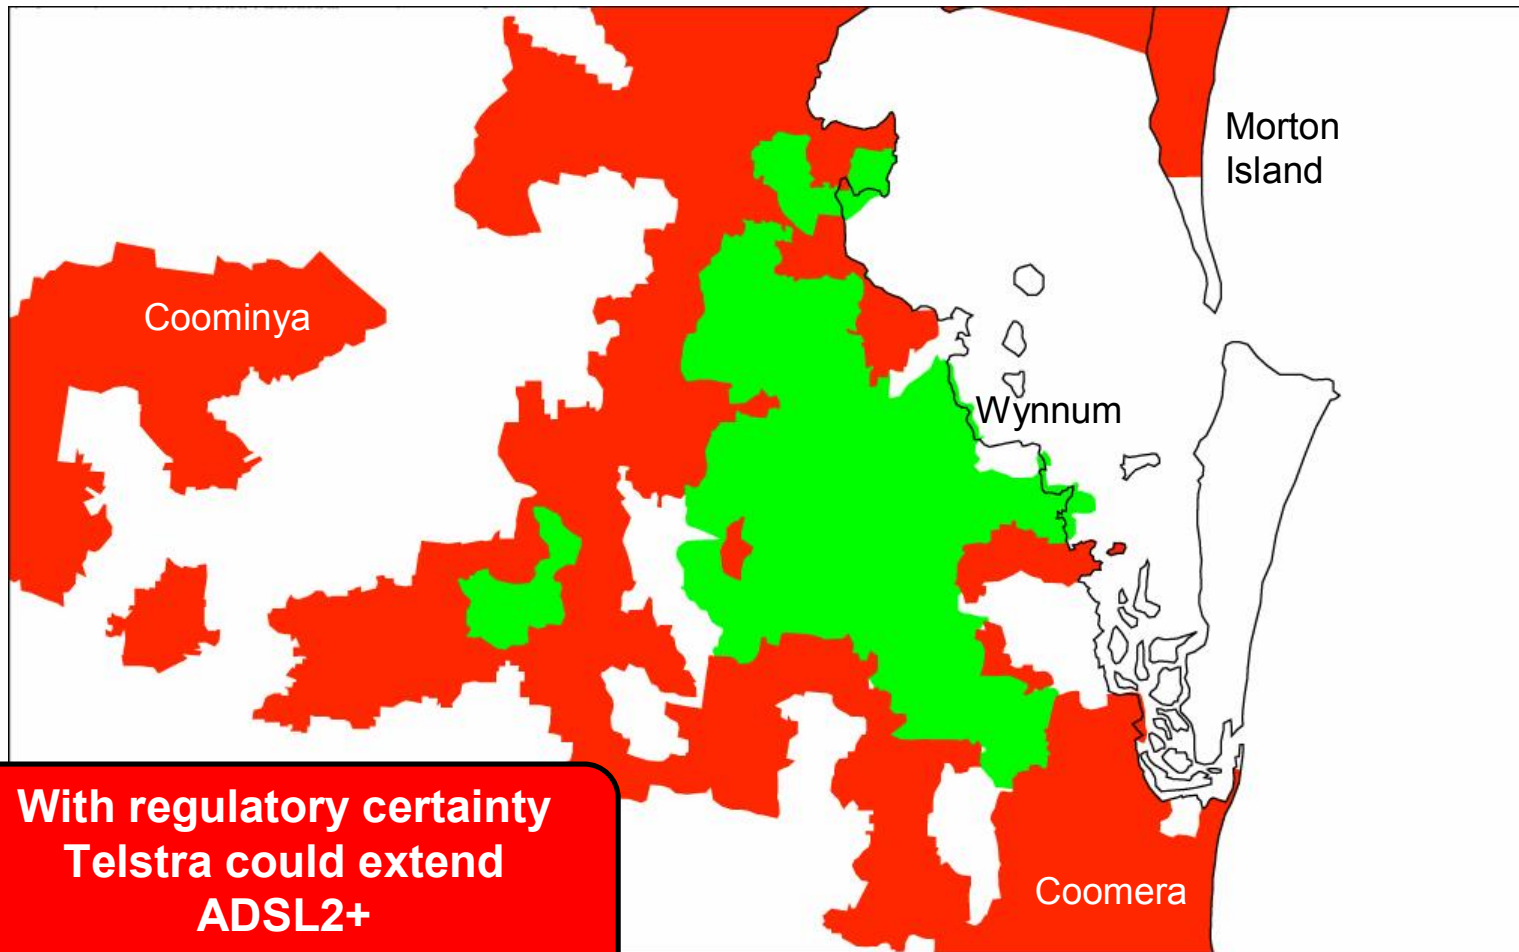 Morton
Island
Coominya
Wynnum
Coomera
With regulatory certainty
Telstra could extend
ADSL2+